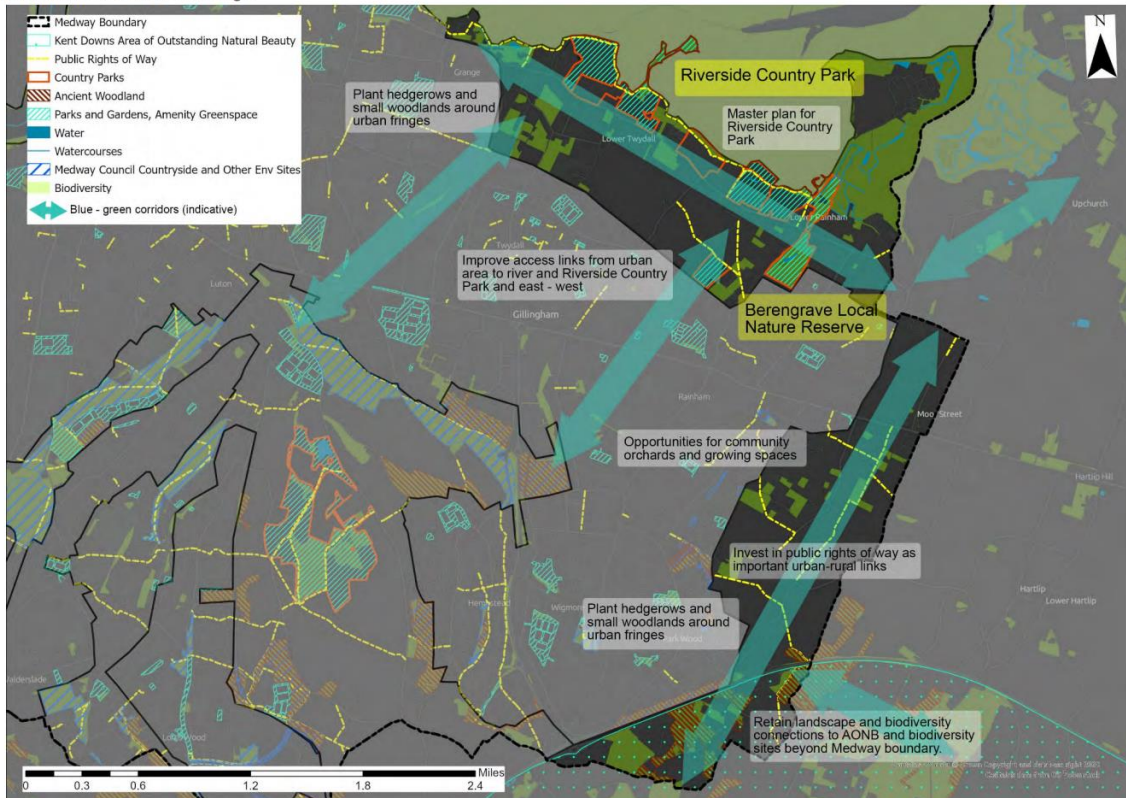 Medway Boundary
Kent Downs Area of Outstanding Natural Beauty
Public Rights of Way
Country Parks
Ancient Woodland
Parks and Gardens, Amenity Greenspace
Water
Watercourses
Medway Council Countryside and Other Env Sites
Biodiversity
Blue - green corridors (indicative)
N
Grange
Plant hedgerows and
small woodlands around
urban fringes
Riverside Country Park
Master plan for
Riverside Country
Park
Lower Twydall
Lower Rainham
Upchurch
Twydall
Improve access links from urban
area to river and Riverside Country
Park and east - west
Luton
Gillingham
Berengrave Local
Nature Reserve
Rainham
Moor Street
Opportunities for community
orchards and growing spaces
Hartlip Hill
Invest in public rights of way as
important urban-rural links
Hartlip
Lower Hartlip
Hempstead
Wigmore
Plant hedgerows and
small woodlands around
urban fringes
Retain landscape and biodiversity
connections to AONB and biodiversity
sites beyond Medway boundary.
Miles
0 0.3 0.6 1.2 1.8 2.4